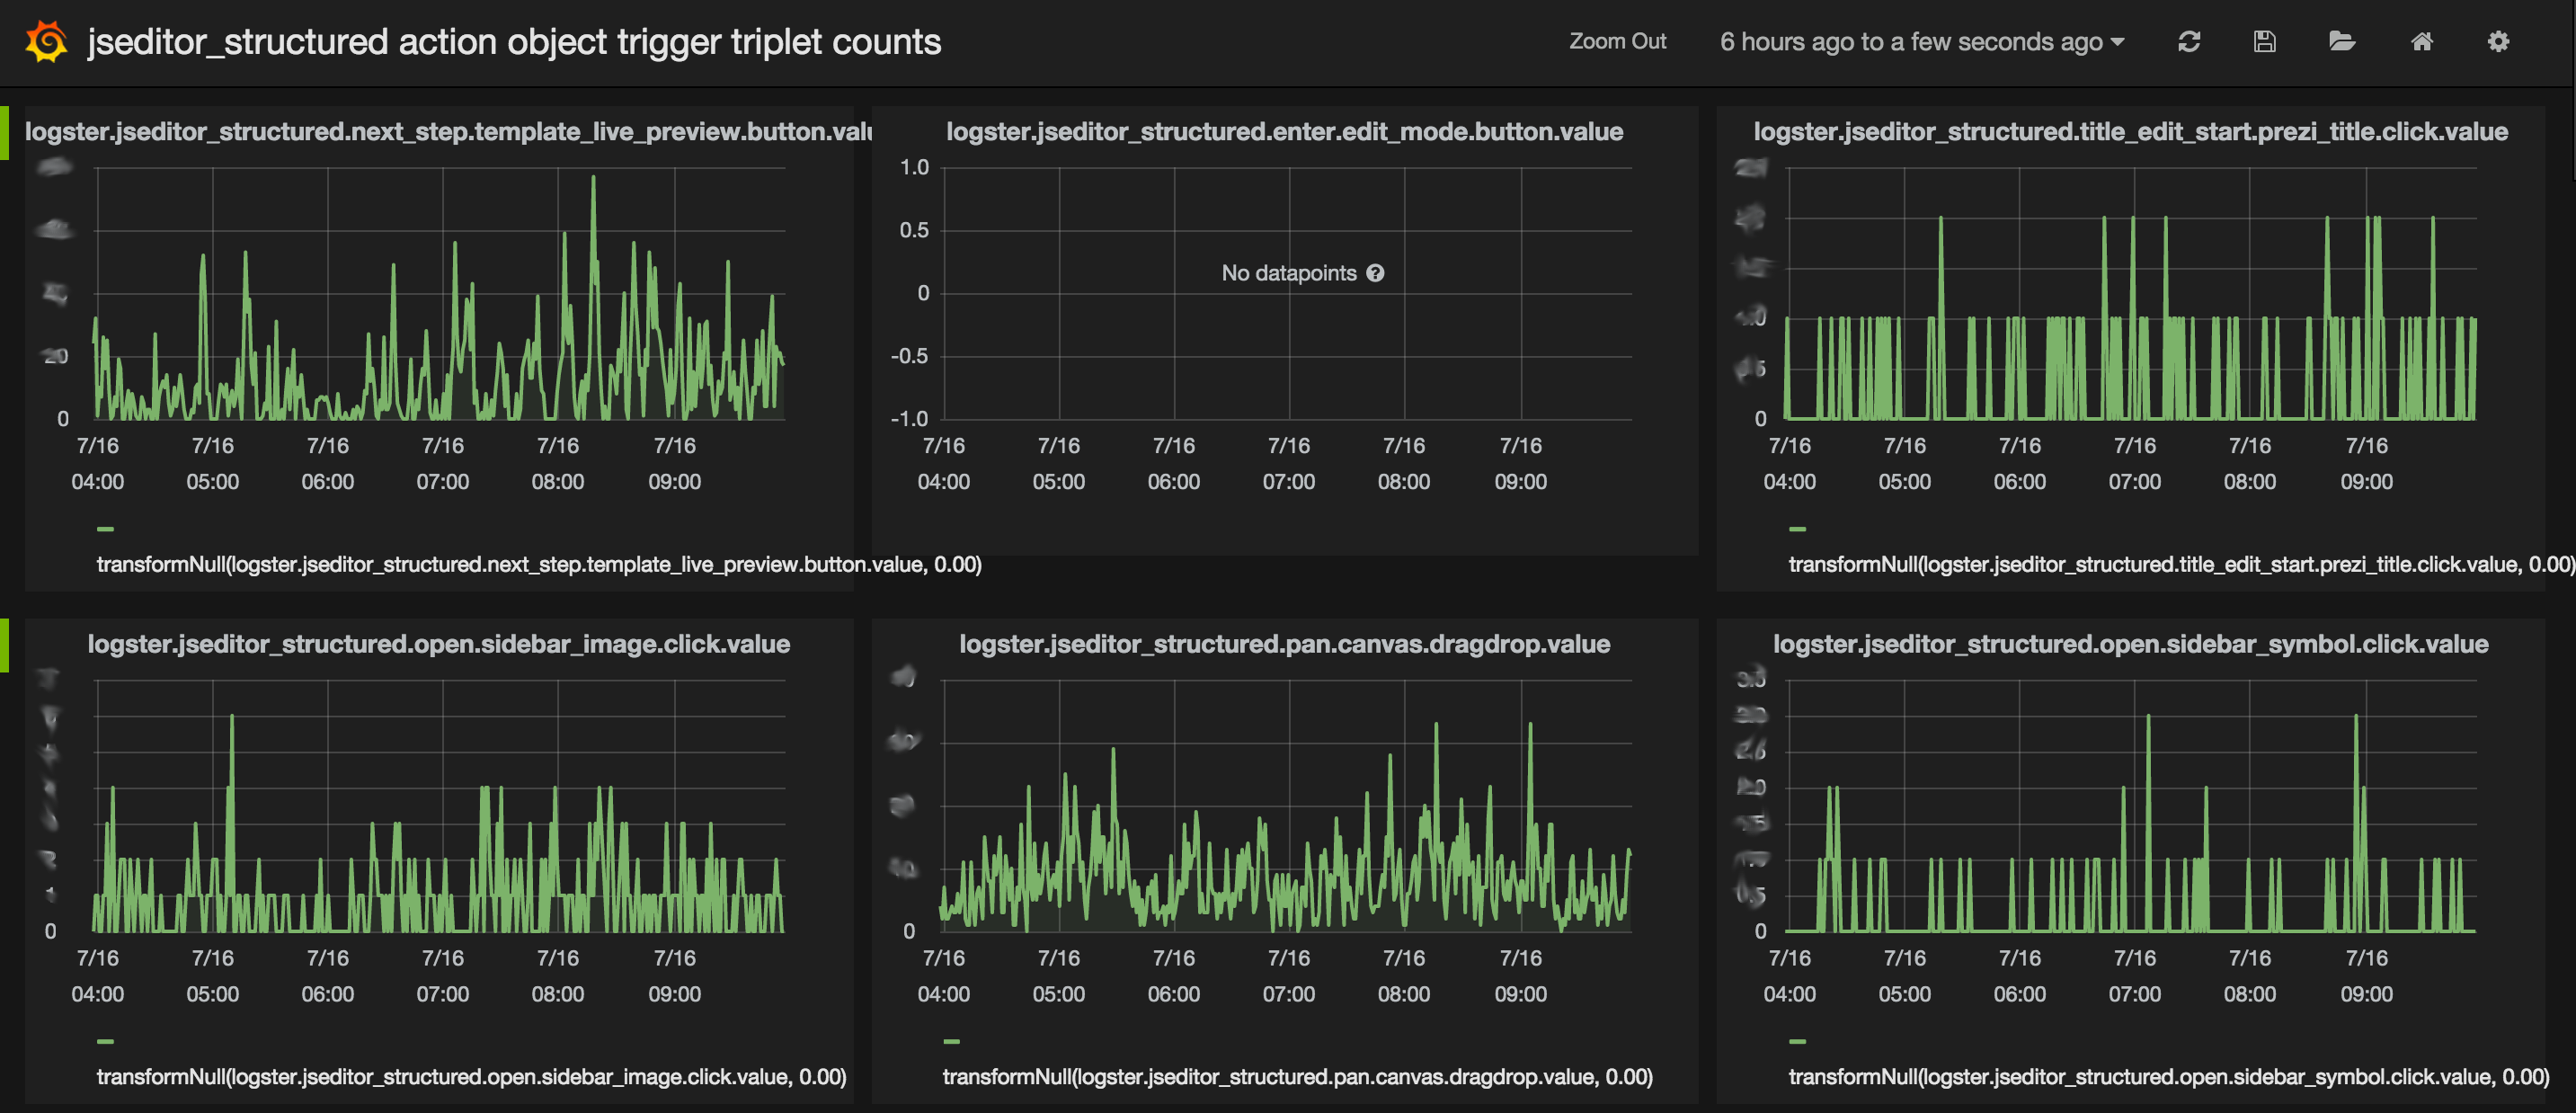 jseditor_structured action object trigger triplet counts
Zoom Out
6 hours ago to a few seconds ago
logster.jseditor_structured.next_step.template_live_preview.button.valu
20
0
7/16 7/16 7/16 7/16 7/16 7/16
04:00 05:00 06:00 07:00 08:00 09:00
transformNull(logster.jseditor_structured.next_step.template_live_preview.button.value, 0.00)
logster.jseditor_structured.enter.edit_mode.button.value
1.0
0.5
No datapoints
0
-0.5
-1.0
7/16 7/16 7/16 7/16 7/16 7/16
04:00 05:00 06:00 07:00 08:00 09:00
logster.jseditor_structured.title_edit_start.prezi_title.click.value
0
7/16 7/16 7/16 7/16 7/16 7/16
04:00 05:00 06:00 07:00 08:00 09:00
transformNull(logster.jseditor_structured.title_edit_start.prezi_title.click.value, 0.00)
logster.jseditor_structured.open.sidebar_image.click.value
2
1
0
7/16 7/16 7/16 7/16 7/16 7/16
04:00 05:00 06:00 07:00 08:00 09:00
transformNull(logster.jseditor_structured.open.sidebar_image.click.value, 0.00)
logster.jseditor_structured.pan.canvas.dragdrop.value
0
7/16 7/16 7/16 7/16 7/16 7/16
04:00 05:00 06:00 07:00 08:00 09:00
transformNull(logster.jseditor_structured.pan.canvas.dragdrop.value, 0.00)
logster.jseditor_structured.open.sidebar_symbol.click.value
0.5
0
7/16 7/16 7/16 7/16 7/16 7/16
04:00 05:00 06:00 07:00 08:00 09:00
transformNull(logster.jseditor_structured.open.sidebar_symbol.click.value, 0.00)